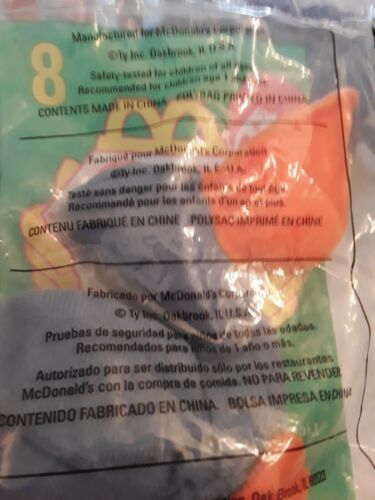 8
Manufactured for McDonald's Corporation
©Ty Inc. Oakbrook, IL U.S.A.
Safety tested for children of all ages.
Recommended for children age 1 and
CONTENTS MADE IN CHINA POLYBAG PRINTED IN CHINA
Fabriqué pour McDonald's Corporation
©Ty Inc. Oakbrook, IL E.-U.A.
Testé sans danger pour les enfants de tout âge.
Recommandé pour les enfants d'un an et plus.
CONTENU FABRIQUÉ EN CHINE POLYSAC IMPRIMÉ EN CHINE
Fabricado por McDonald's Corporation
© Ty Inc. Oakbrook, IL U.S.A.
Pruebas de seguridad para niños de todas las edades.
Recomendados para niños de 1 año o más.
Autorizado para ser distribuido sólo por los restaurantes
McDonald's con la compra de comida. NO PARA REVENDER.
CONTENIDO FABRICADO EN CHINA. BOLSA IMPRESA EN CHINA
Oak Brook, IL 60523